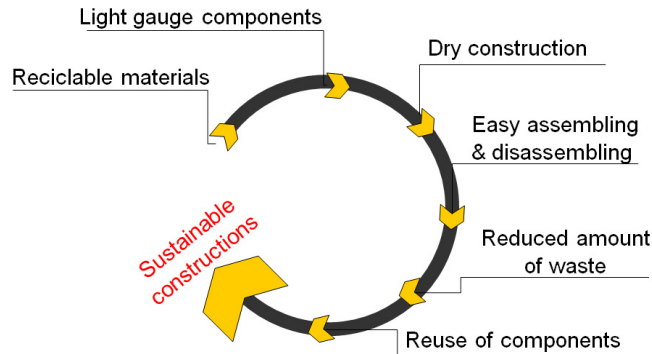 Light gauge components
Reciclable materials
Dry construction
Easy assembling
& disassembling
Reduced amount
of waste
Reuse of components
Sustainable
constructions